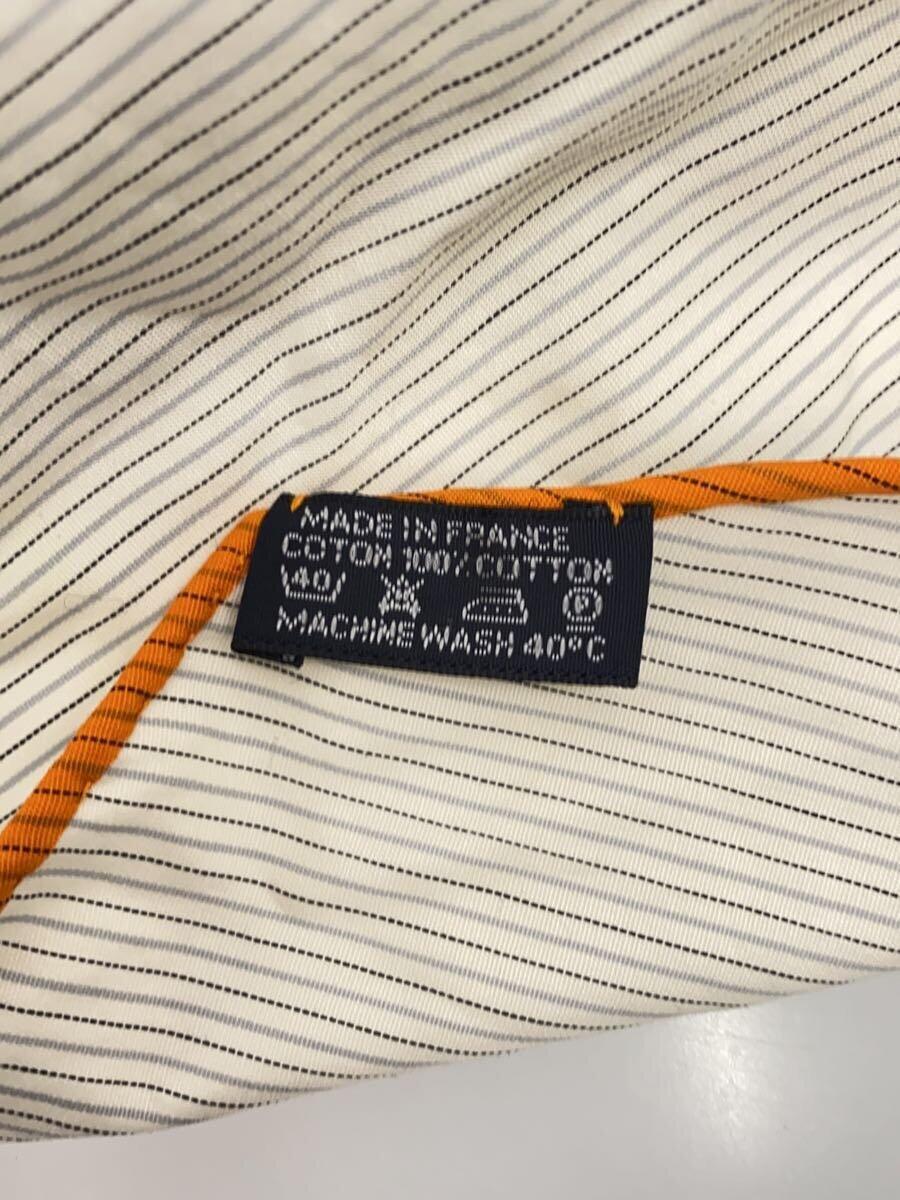 MADE IN FRANCE
COTON 100% COTTON
40 P
MACHINE WASH 40°C